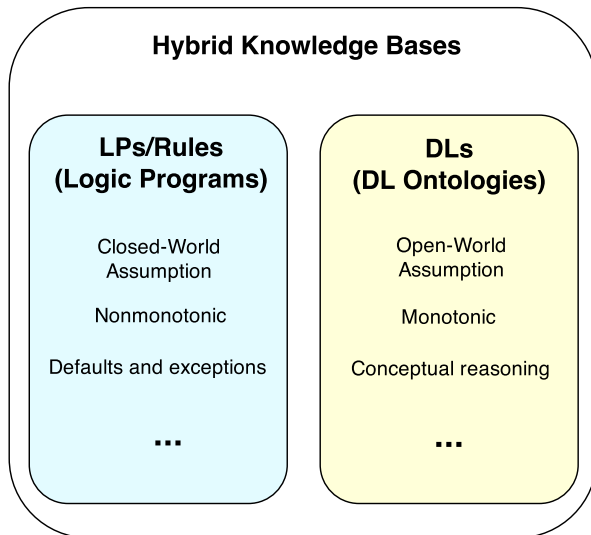 Hybrid Knowledge Bases
LPs/Rules
(Logic Programs)
Closed-World
Assumption
Nonmonotonic
Defaults and exceptions
...
DLs
(DL Ontologies)
Open-World
Assumption
Monotonic
Conceptual reasoning
...